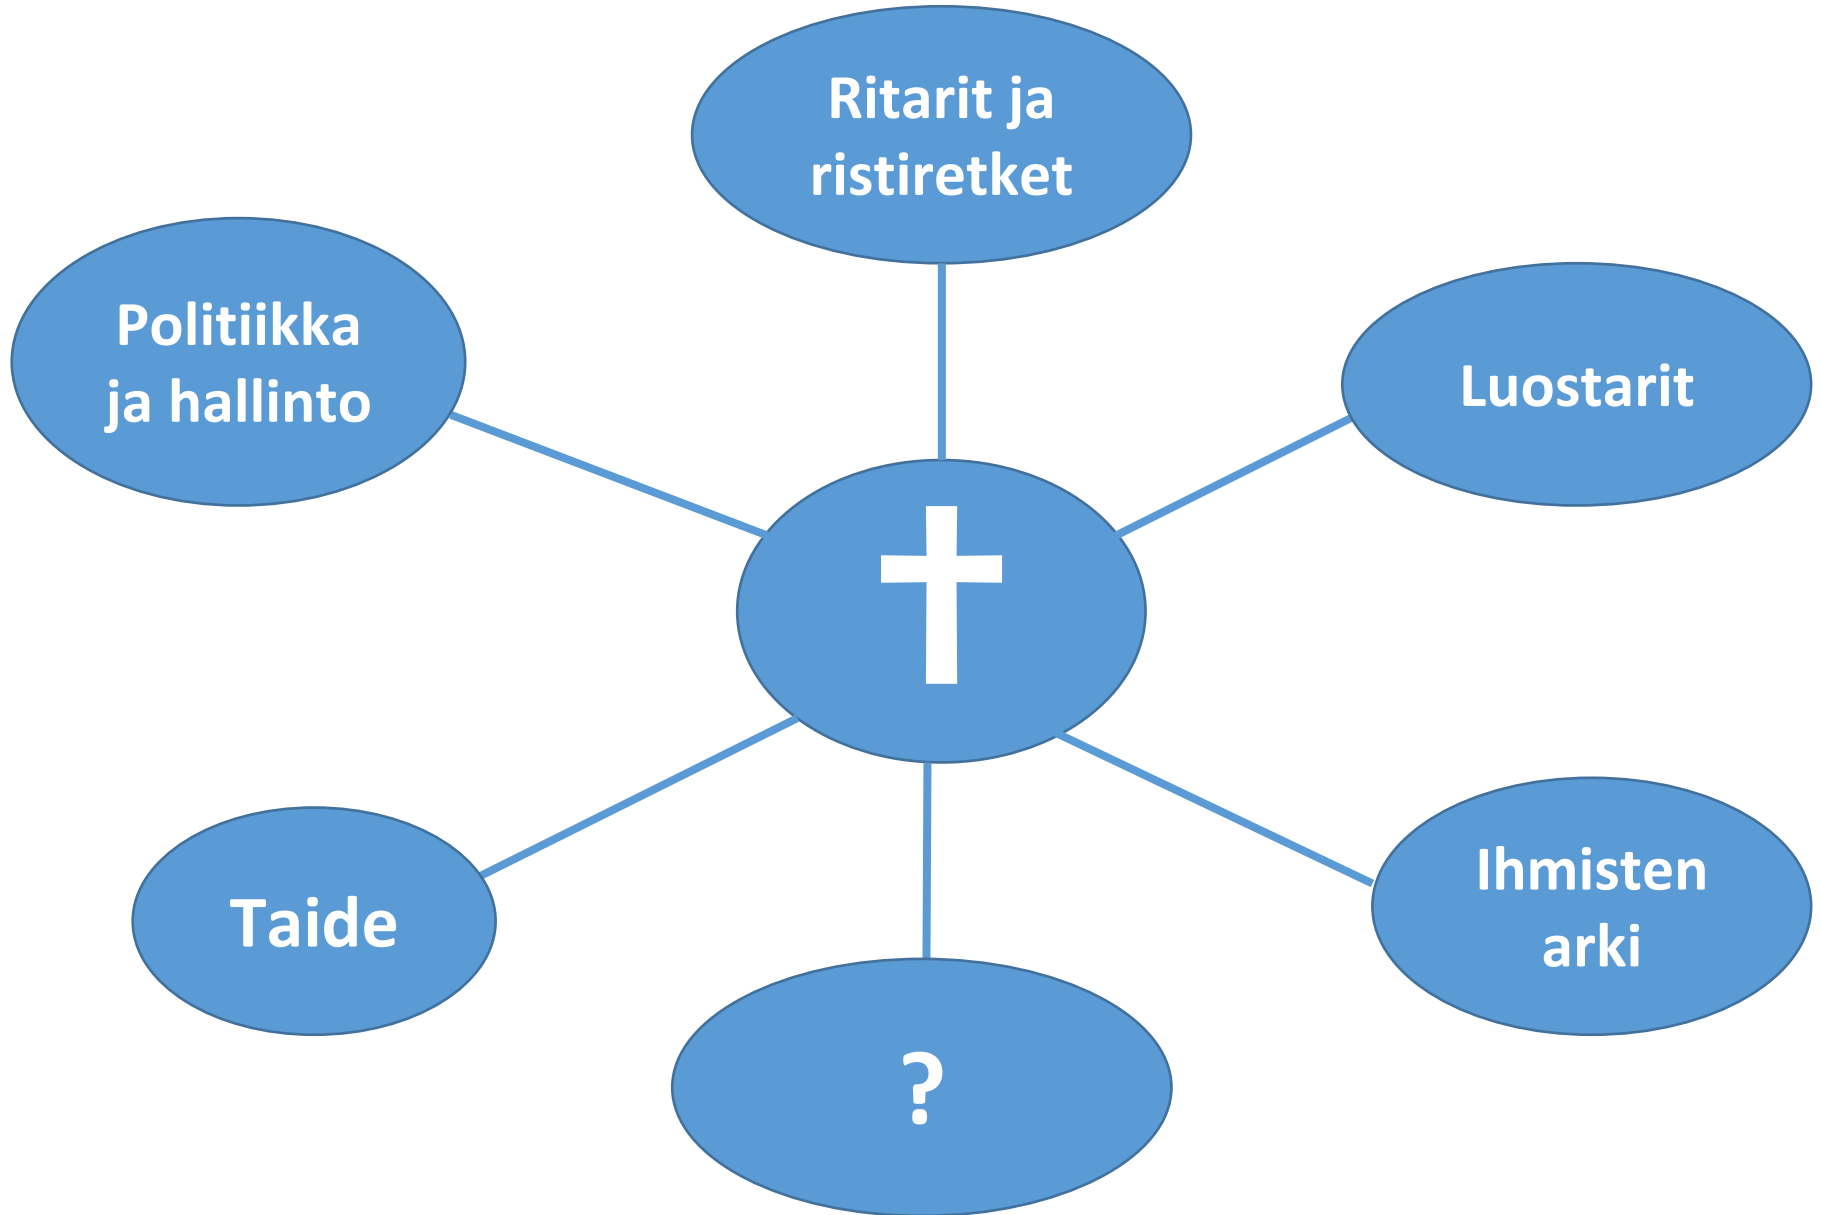 Ritarit ja
ristiretket
Politiikka
ja hallinto
Luostarit
Taide
Ihmisten
arki
?